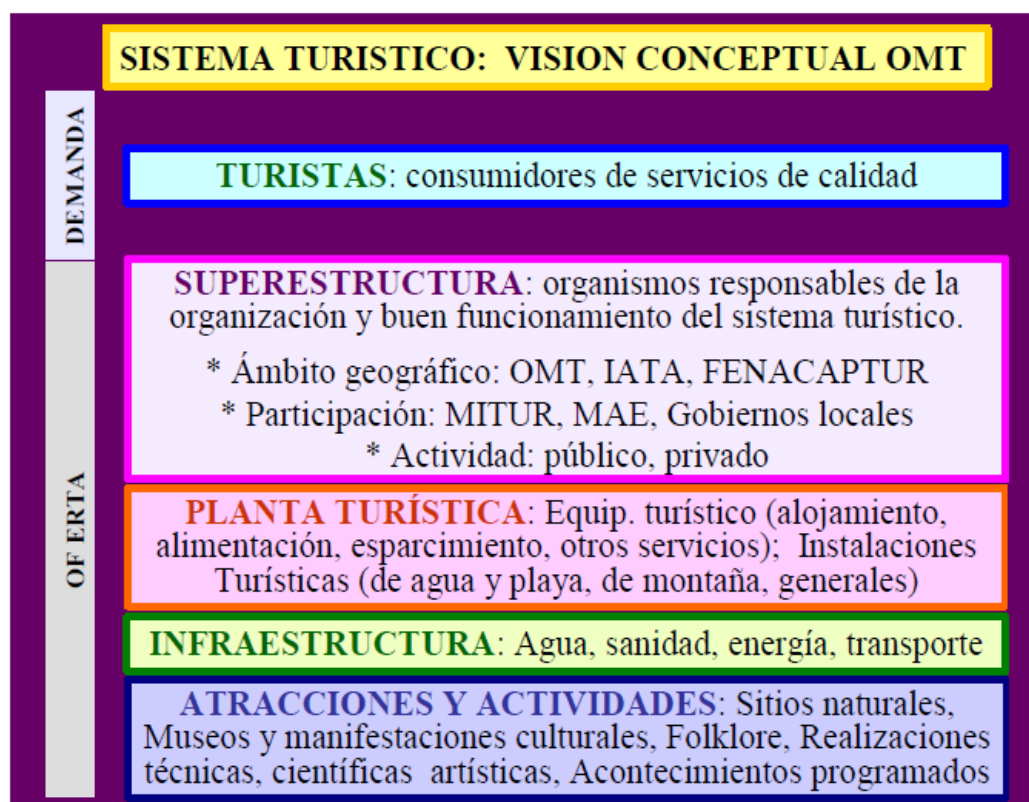 SISTEMA TURISTICO: VISION CONCEPTUAL OMT
DEMANDA
TURISTAS: consumidores de servicios de calidad
OF ERTA
SUPERESTRUCTURA: organismos responsables de la
organización y buen funcionamiento del sistema turístico.
* Ámbito geográfico: OMT, IATA, FENACAPTUR
* Participación: MITUR, MAE, Gobiernos locales
* Actividad: público, privado
PLANTA TURÍSTICA: Equip. turístico (alojamiento,
alimentación, esparcimiento, otros servicios); Instalaciones
Turísticas (de agua y playa, de montaña, generales)
INFRAESTRUCTURA: Agua, sanidad, energía, transporte
ATRACCIONES Y ACTIVIDADES: Sitios naturales,
Museos y manifestaciones culturales, Folklore, Realizaciones
técnicas, científicas artísticas, Acontecimientos programados